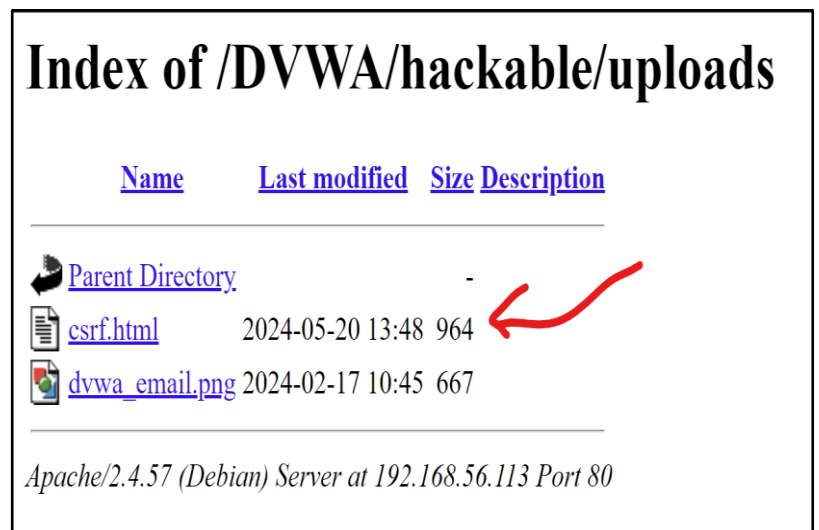 Index of /DVWA/hackable/uploads
Name Last modified Size Description
Parent Directory -
csrf.html 2024-05-20 13:48 964
dvwa_email.png 2024-02-17 10:45 667
Apache/2.4.57 (Debian) Server at 192.168.56.113 Port 80